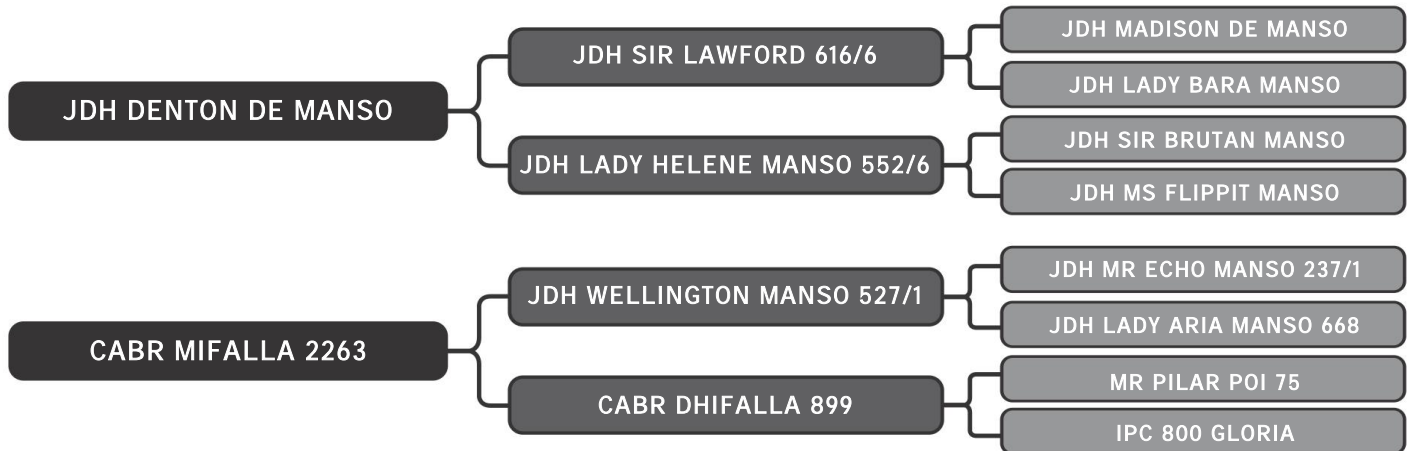 JDH MADISON DE MANSO
JDH SIR LAWFORD 616/6
JDH LADY BARA MANSO
JDH DENTON DE MANSO
JDH SIR BRUTAN MANSO
JDH LADY HELENE MANSO 552/6
JDH MS FLIPPIT MANSO
JDH MR ECHO MANSO 237/1
JDH WELLINGTON MANSO 527/1
JDH LADY ARIA MANSO 668
CABR MIFALLA 2263
MR PILAR POI 75
CABR DHIFALLA 899
IPC 800 GLORIA